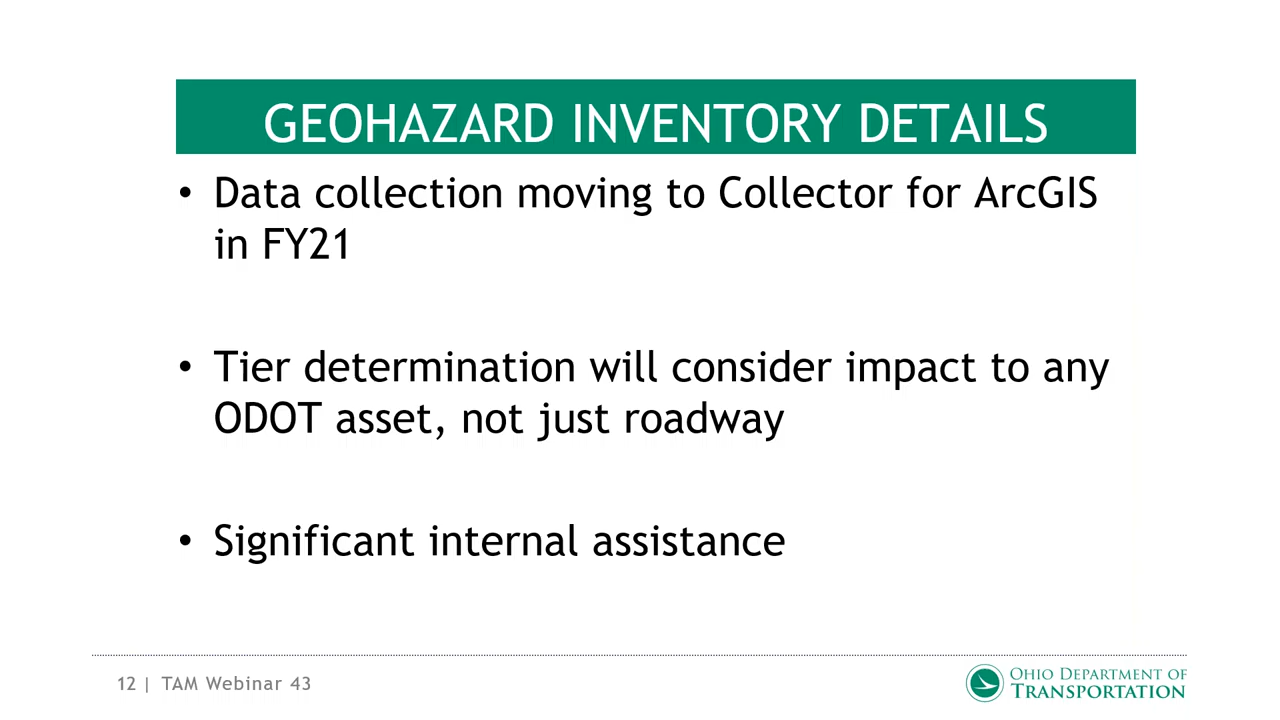 GEOHAZARD INVENTORY DETAILS
• Data collection moving to Collector for ArcGIS
in FY21
• Tier determination will consider impact to any
ODOT asset, not just roadway
• Significant internal assistance
12 | TAM Webinar 43
OHIO DEPARTMENT OF
TRANSPORTATION